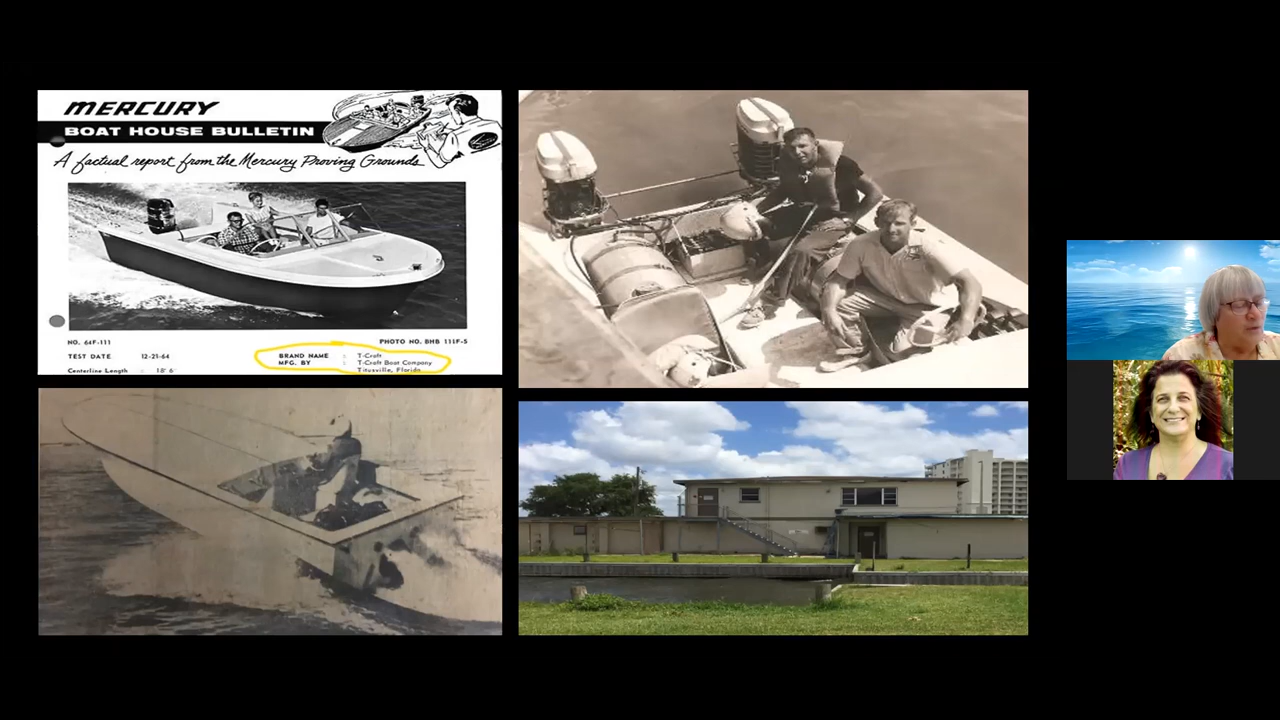 MERCURY
BOAT HOUSE BULLETIN
A factual report from the Mercury Proving Grounds
NO. 64F-111
PHOTO NO. BHB 111F-5
TEST DATE 12-21-64
BRAND NAME : T-Craft
MFG. BY : T-Craft Boat Company
Titusville, Florida
Centerline Length : 18' 6